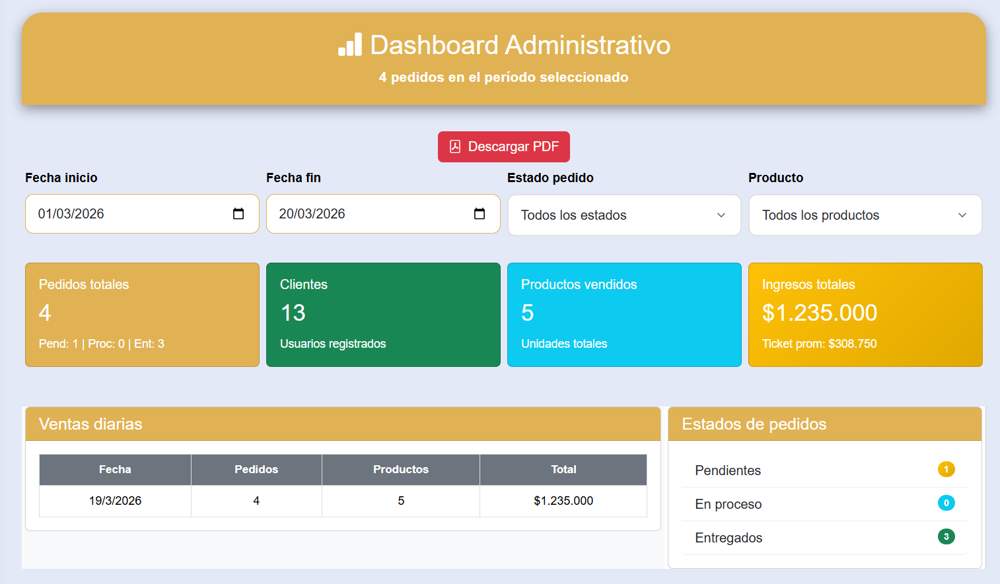 Dashboard Administrativo
4 pedidos en el período seleccionado
Descargar PDF
Fecha inicio
Fecha fin
Estado pedido
Producto
01/03/2026
20/03/2026
Todos los estados
Todos los productos
Pedidos totales
4
Pend: 1 | Proc: 0 | Ent: 3
Clientes
13
Usuarios registrados
Productos vendidos
5
Unidades totales
Ingresos totales
$1.235.000
Ticket prom: $308.750
Ventas diarias
Fecha Pedidos Productos Total
19/3/2026 4 5 $1.235.000
Estados de pedidos
Pendientes 1
En proceso 0
Entregados 3